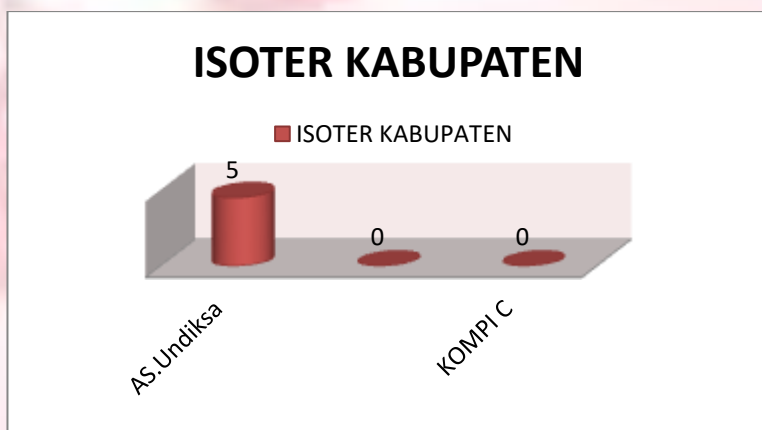 ISOTER KABUPATEN
ISOTER KABUPATEN
5
0
0
AS.Undiksa
KOMPI C